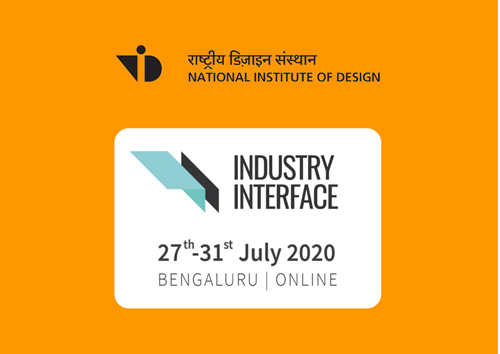 राष्ट्रीय डिज़ाइन संस्थान
NATIONAL INSTITUTE OF DESIGN
INDUSTRY
INTERFACE
27th-31st July 2020
BENGALURU | ONLINE